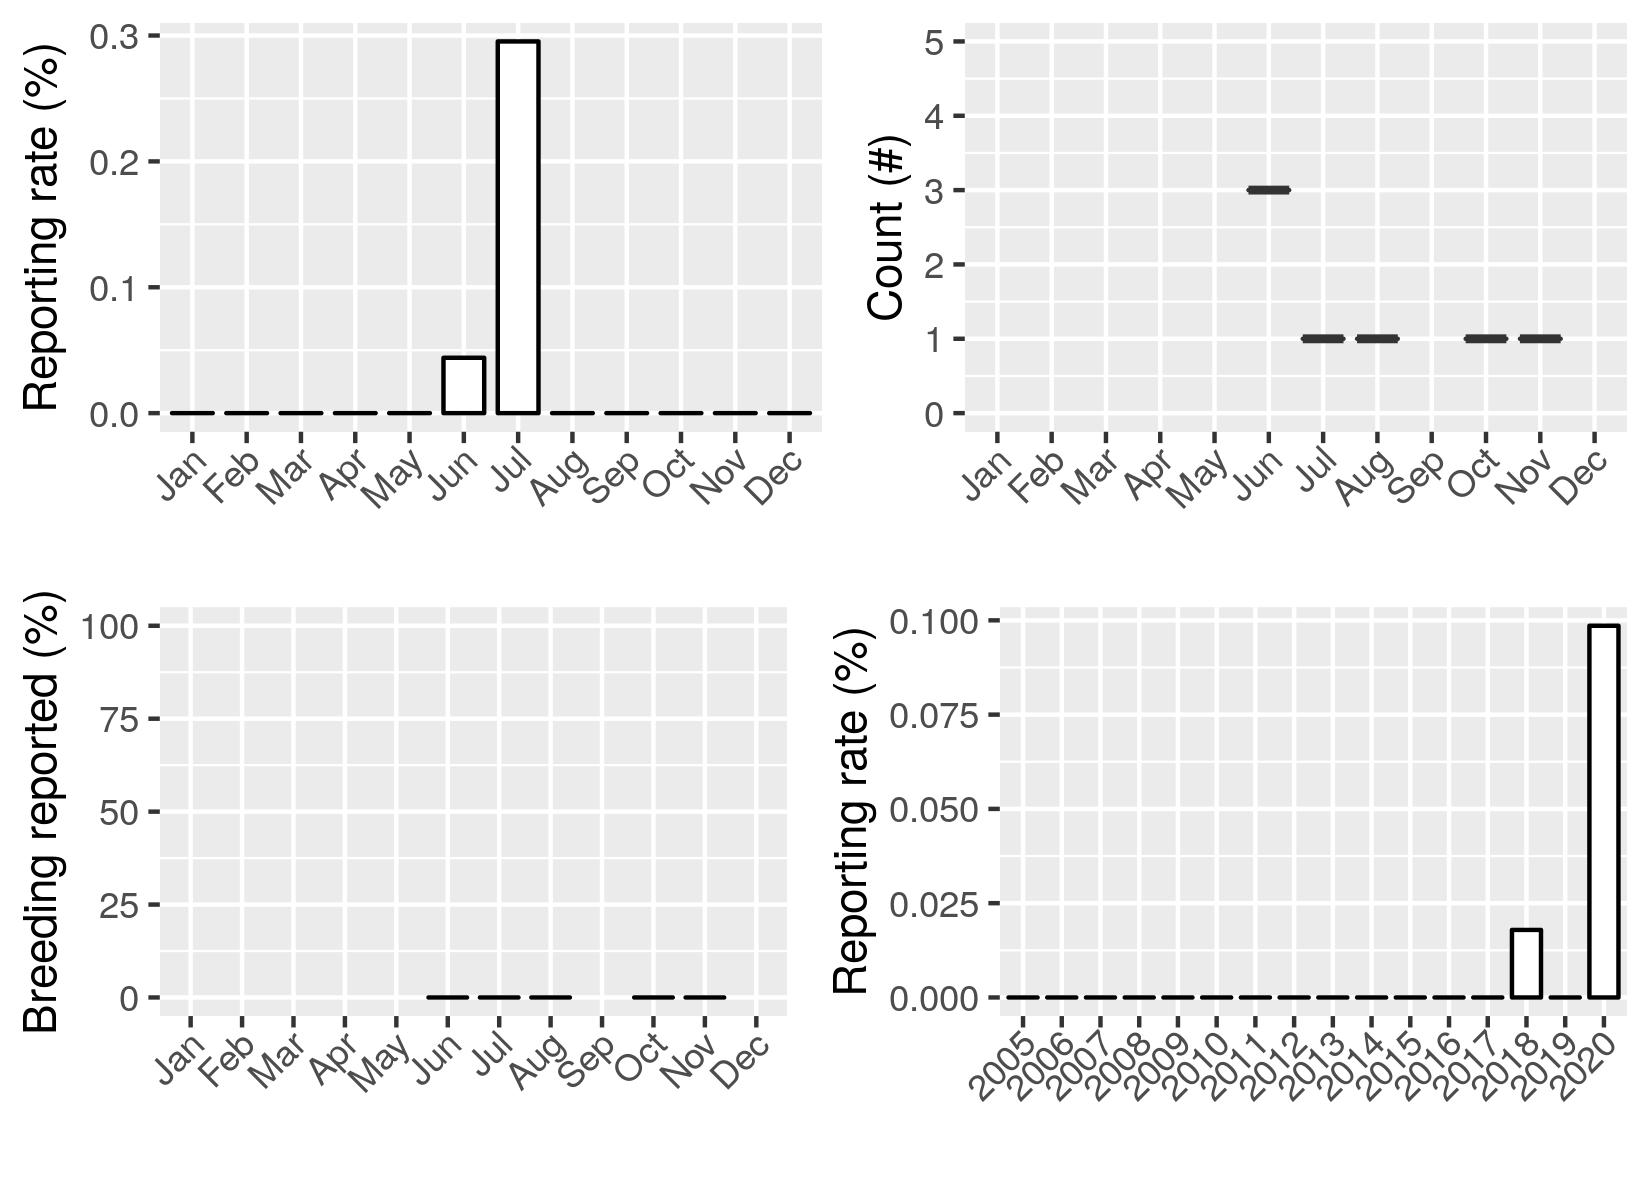 Reporting rate (%)
0.3
0.2
0.1
0.0
Jan Feb Mar Apr May Jun Jul Aug Sep Oct Nov Dec
Count (#)
5
4
3
2
1
0
Jan Feb Mar Apr May Jun Jul Aug Sep Oct Nov Dec
Breeding reported (%)
100
75
50
25
0
Jan Feb Mar Apr May Jun Jul Aug Sep Oct Nov Dec
Reporting rate (%)
0.100
0.075
0.050
0.025
0.000
2005 2006 2007 2008 2009 2010 2011 2012 2013 2014 2015 2016 2017 2018 2019 2020